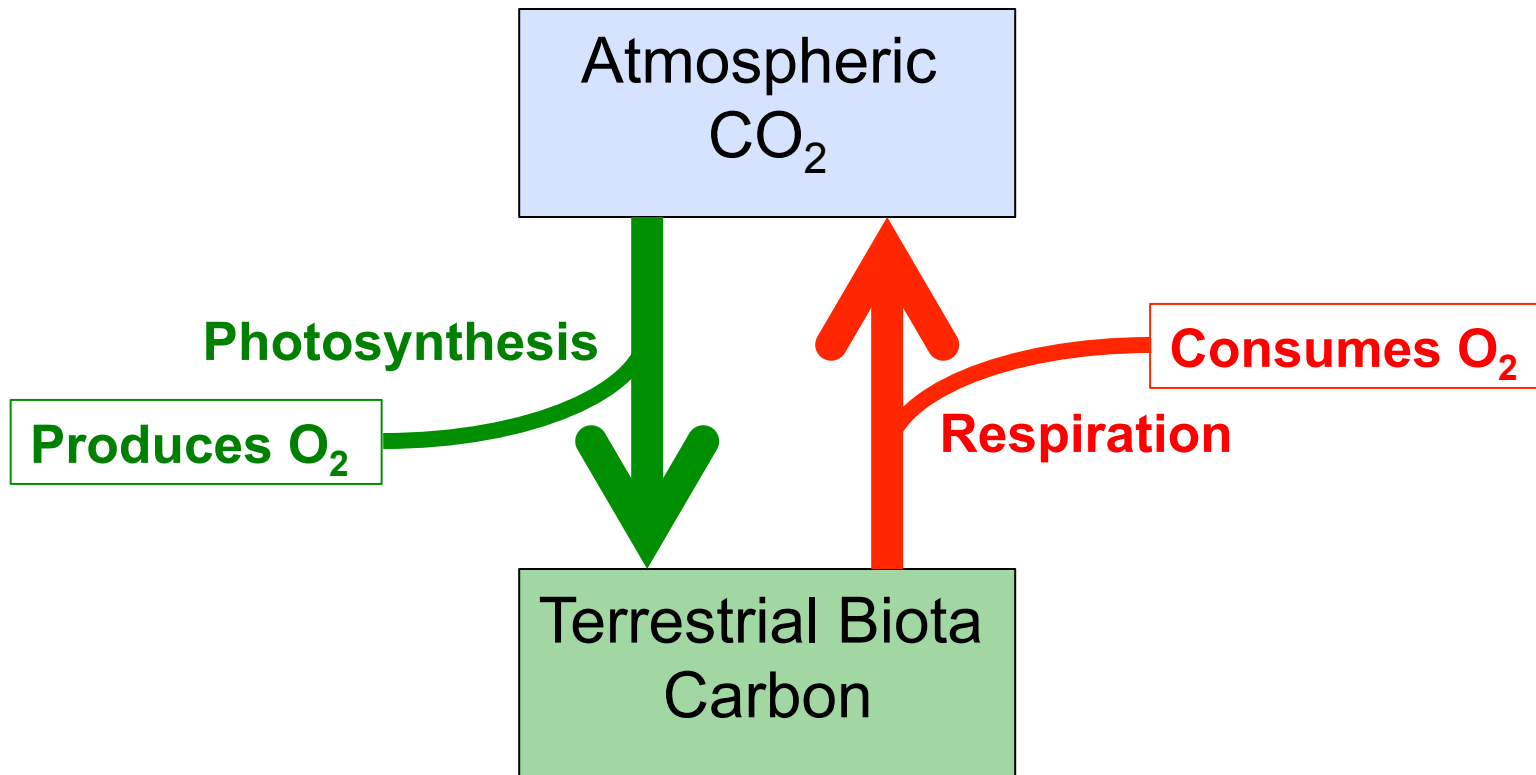 Atmospheric
CO₂
Photosynthesis
Produces O₂
Consumes O₂
Respiration
Terrestrial Biota
Carbon